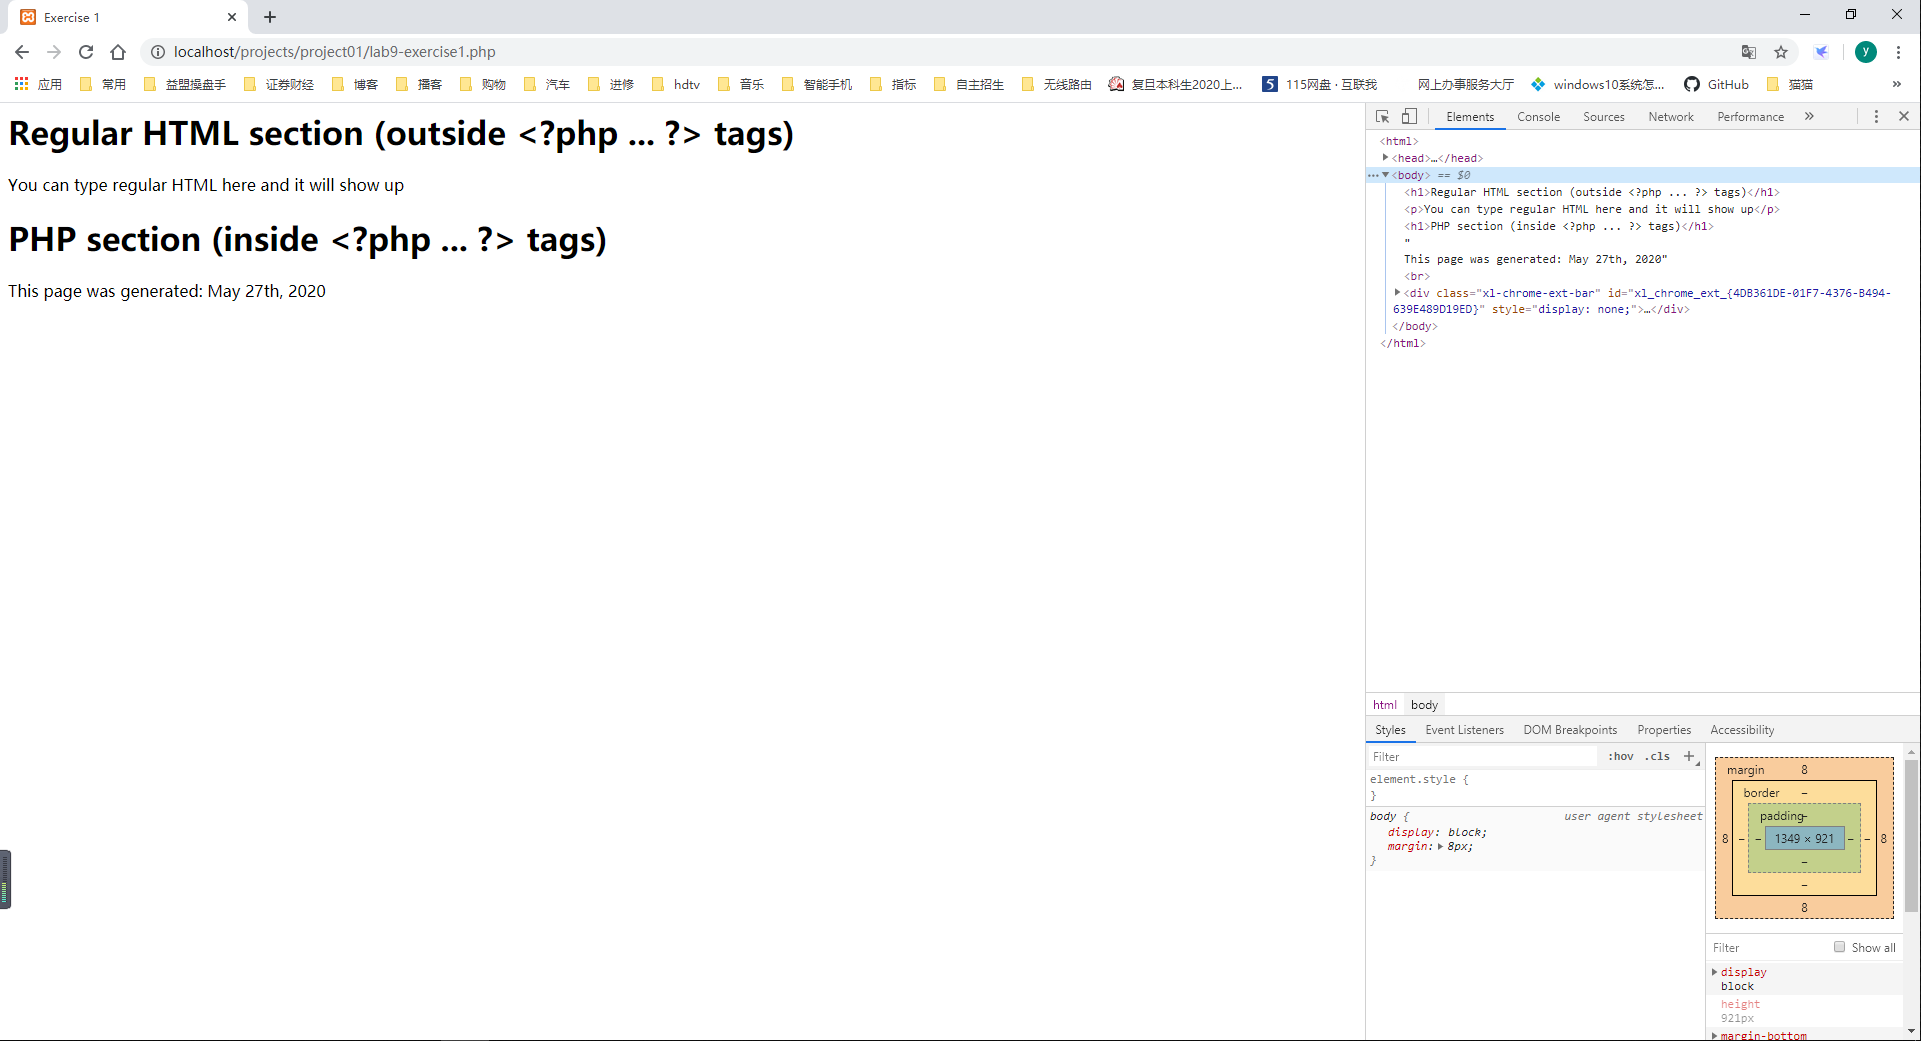 Exercise 1
localhost/projects/project01/lab9-exercise1.php
y
应用 常用 益盟操盘手 证券财经 博客 播客 购物 汽车 进修 hdtv 音乐 智能手机 指标 自主招生 无线路由 复旦本科生2020上... 115网盘 · 互联我 网上办事服务大厅 windows10系统怎... GitHub 猫猫 »
Regular HTML section (outside <?php ... ?> tags)
You can type regular HTML here and it will show up
PHP section (inside <?php ... ?> tags)
This page was generated: May 27th, 2020
Elements Console Sources Network Performance »
<html>
<head>…</head>
<body> == $0
<h1>Regular HTML section (outside <?php ... ?> tags)</h1>
<p>You can type regular HTML here and it will show up</p>
<h1>PHP section (inside <?php ... ?> tags)</h1>
"
This page was generated: May 27th, 2020"
<br>
<div class="xl-chrome-ext-bar" id="xl_chrome_ext_{4DB361DE-01F7-4376-B494-
639E489D19ED}" style="display: none;">…</div>
</body>
</html>
html body
Styles Event Listeners DOM Breakpoints Properties Accessibility
Filter :hov .cls +
element.style {
}
body { user agent stylesheet
display: block;
margin: 8px;
}
margin 8
border –
padding –
8 – – 1349 × 921 – – 8
–
–
8
Filter Show all
display
block
height
921px
margin-bottom